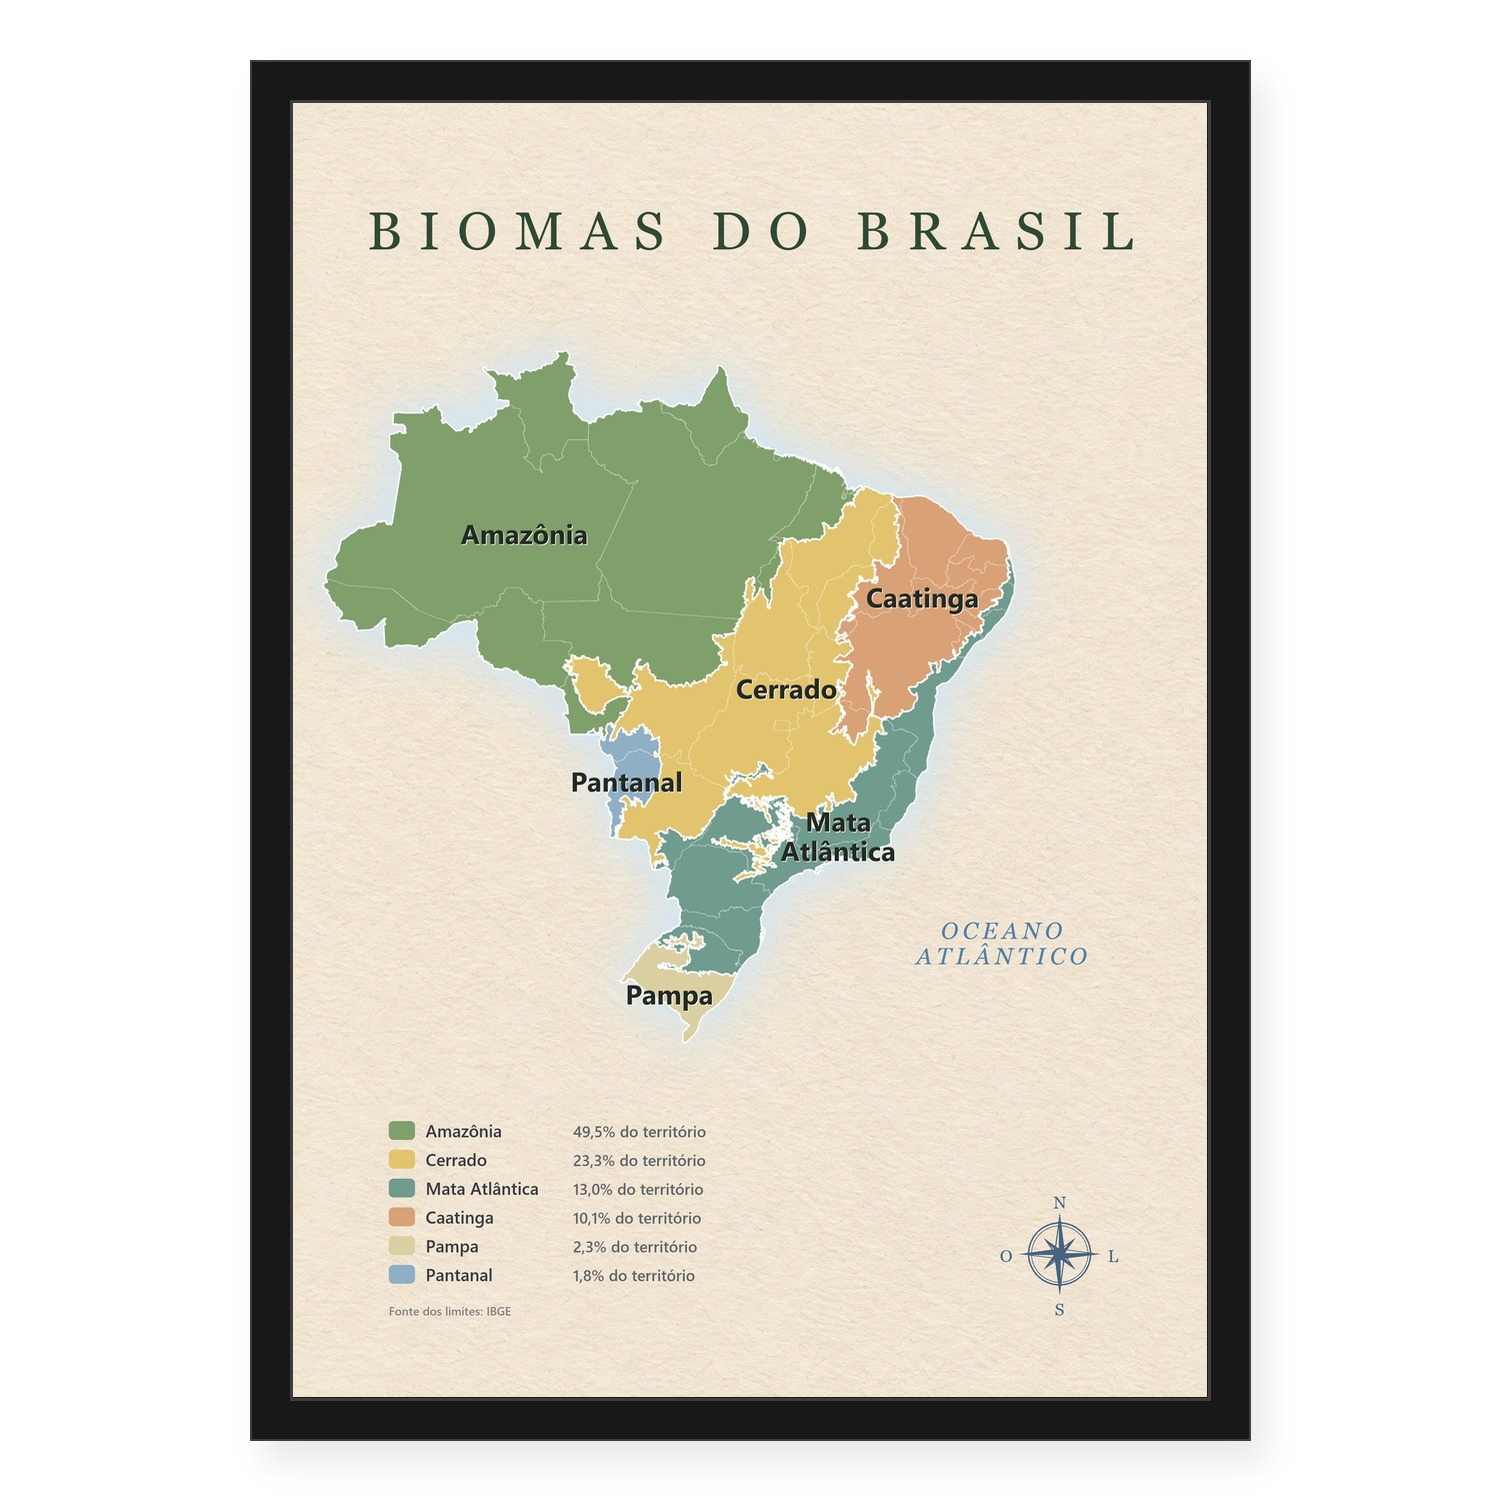 BIOMAS DO BRASIL
Amazônia
Caatinga
Cerrado
Pantanal
Mata
Atlântica
OCEANO
ATLÂNTICO
Pampa
Amazônia 49,5% do território
Cerrado 23,3% do território
Mata Atlântica 13,0% do território
Caatinga 10,1% do território
Pampa 2,3% do território
Pantanal 1,8% do território
Fonte dos limites: IBGE
N
O L
S